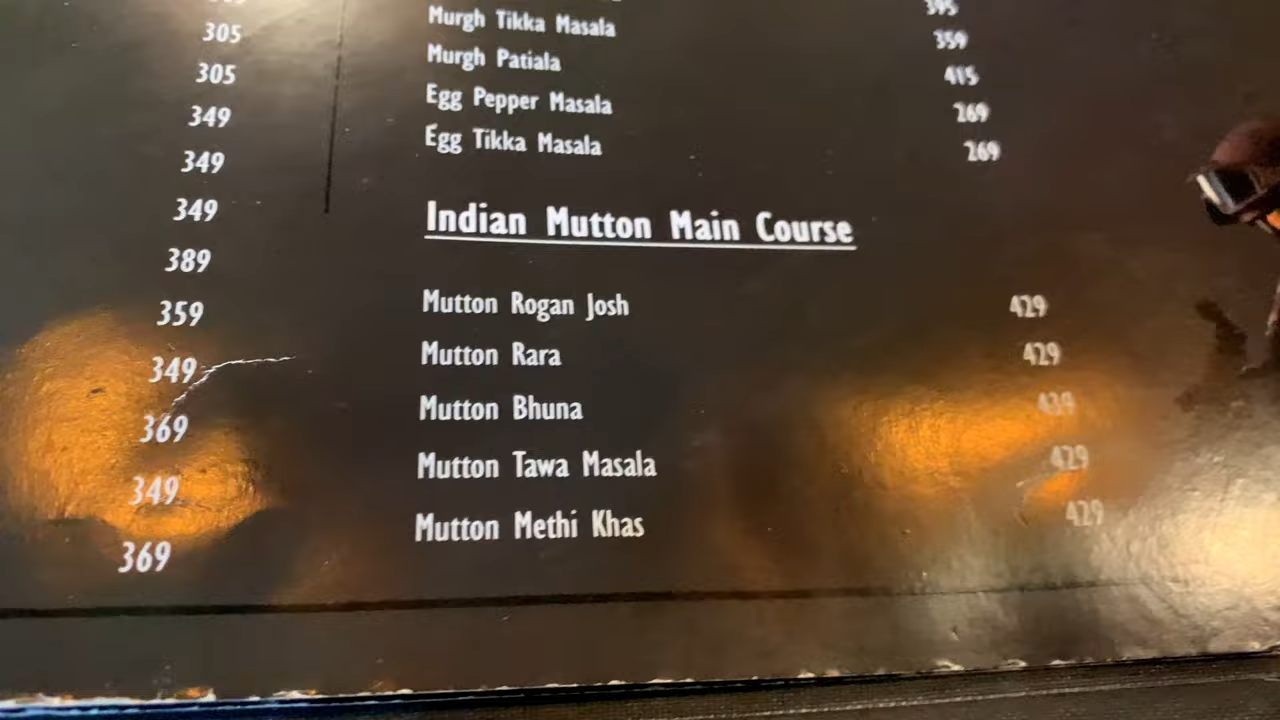 305
305
349
349
349
389
359
349
369
349
369
395
Murgh Tikka Masala 359
Murgh Patiala 415
Egg Pepper Masala 269
Egg Tikka Masala 269
Indian Mutton Main Course
Mutton Rogan Josh 429
Mutton Rara 429
Mutton Bhuna 439
Mutton Tawa Masala 429
Mutton Methi Khas 429